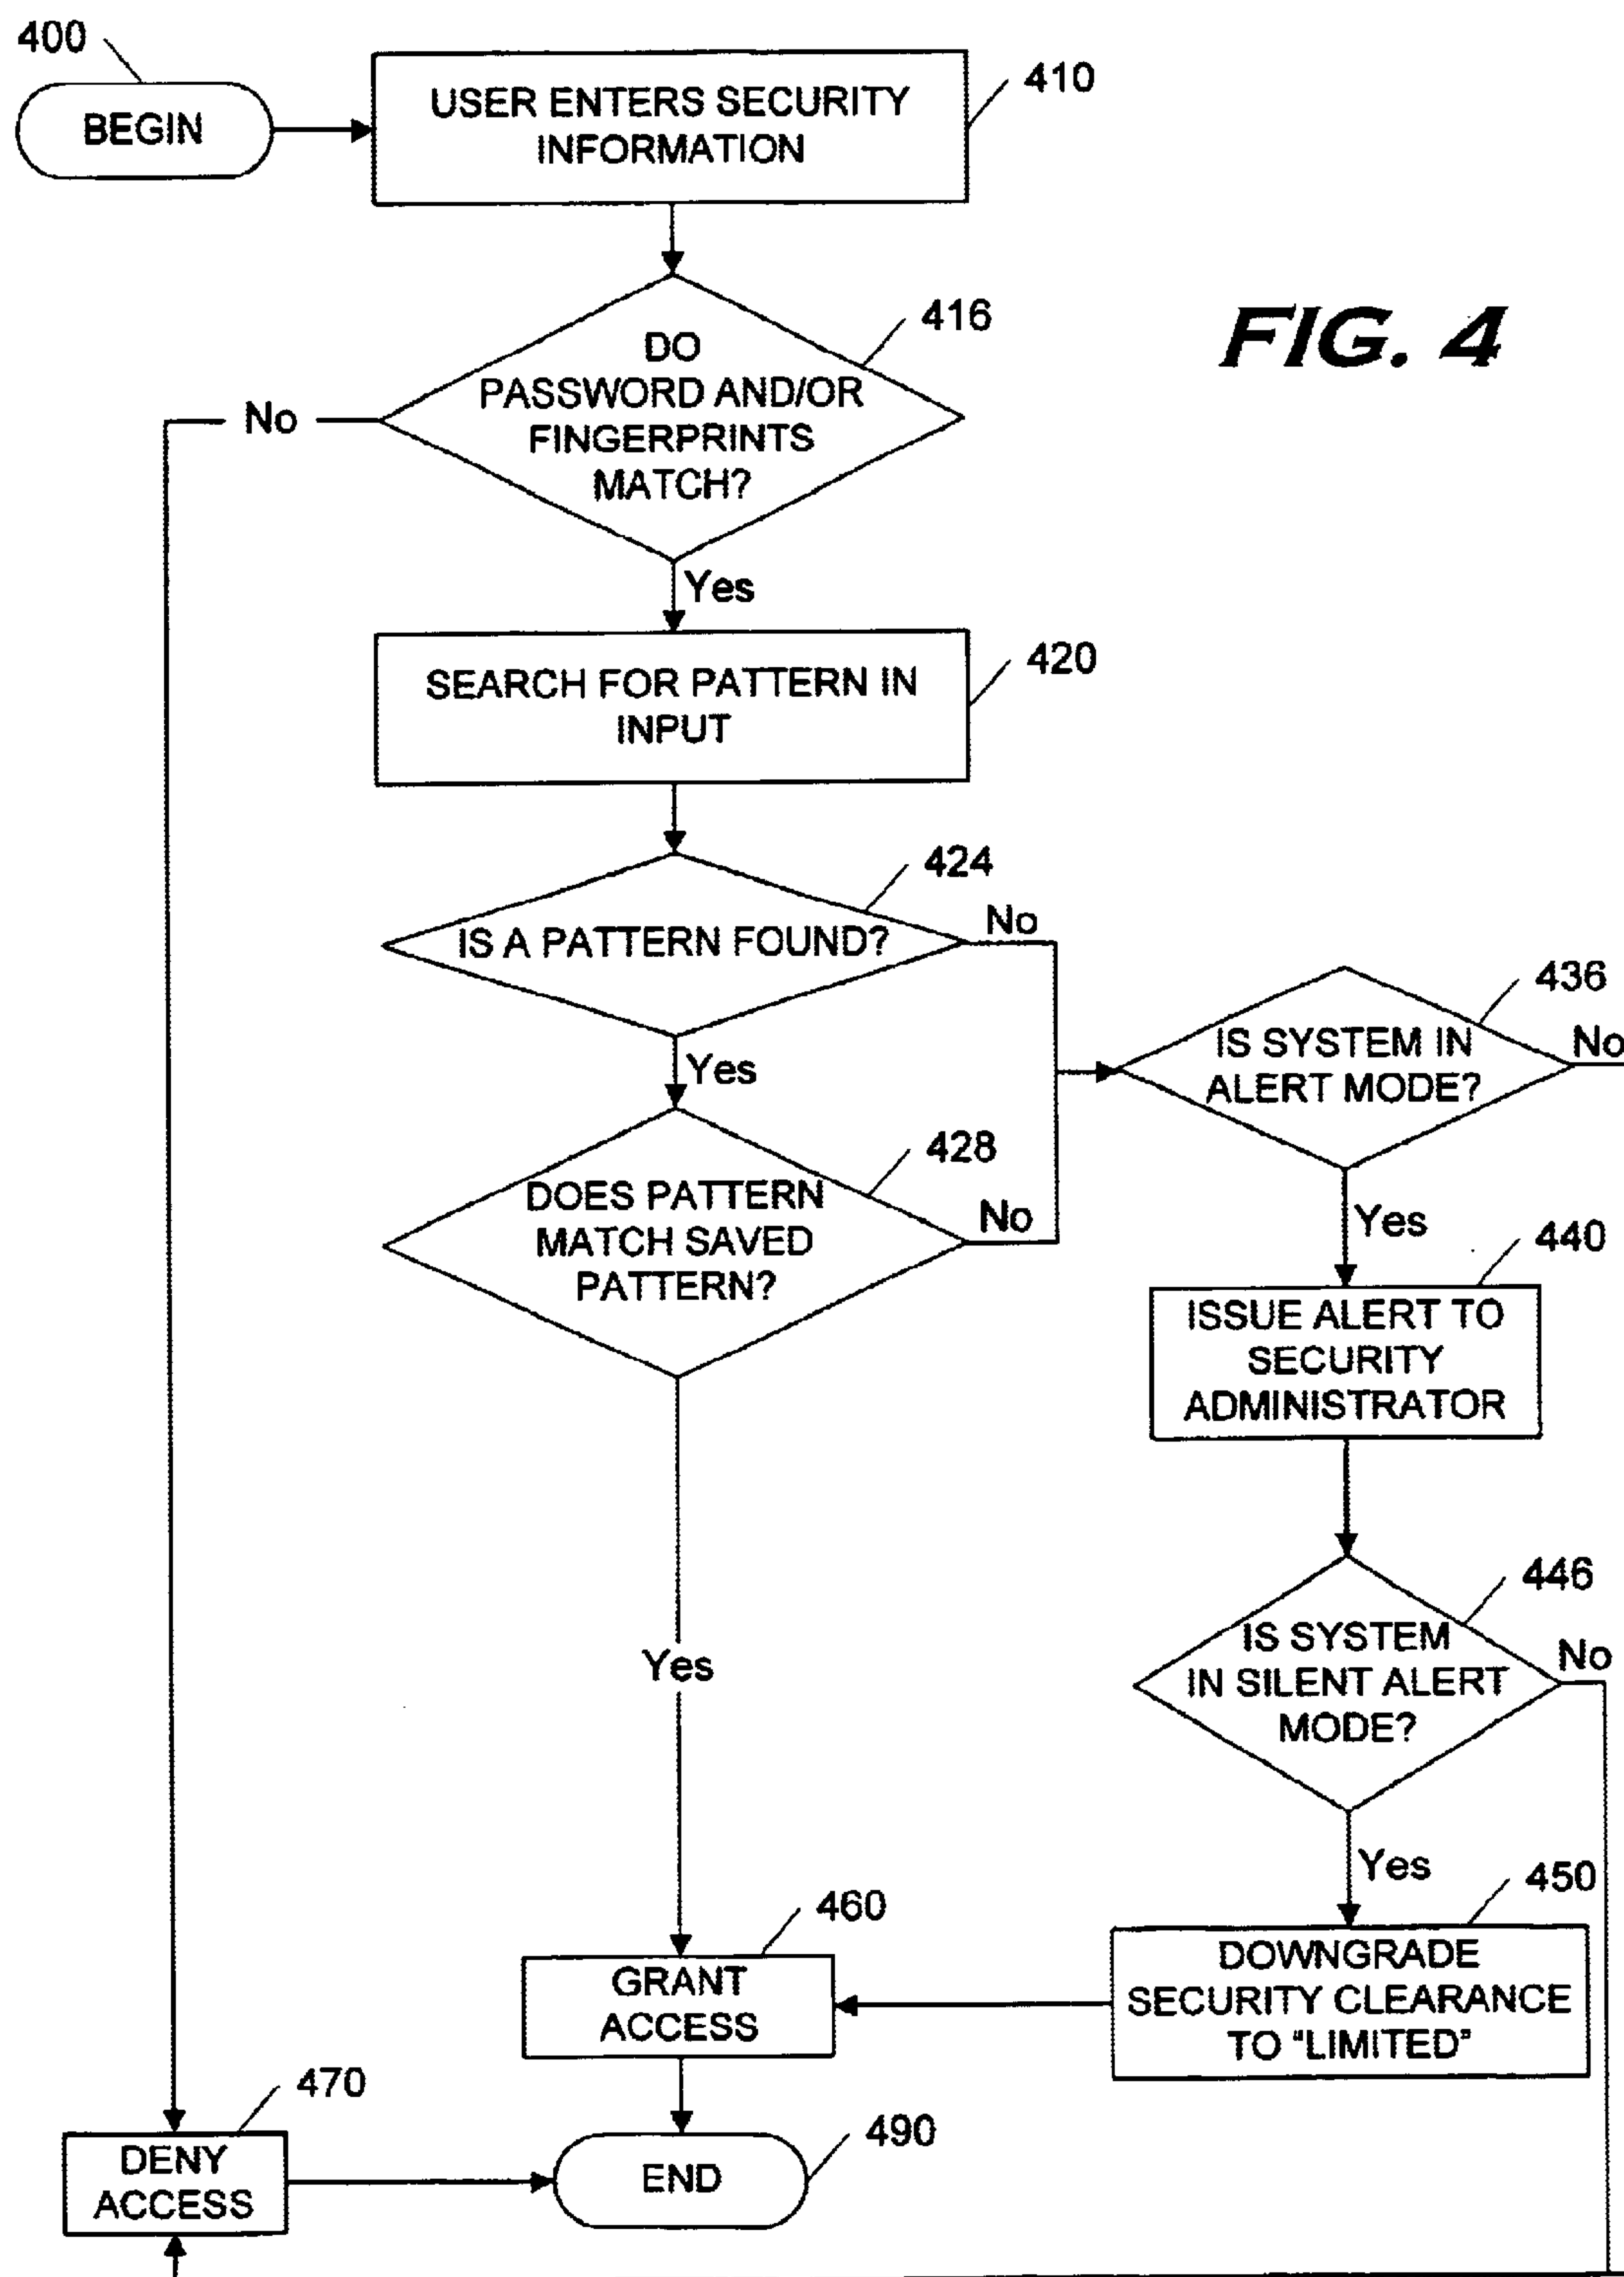 400
BEGIN
USER ENTERS SECURITY
INFORMATION
410
FIG. 4
DO
PASSWORD AND/OR
FINGERPRINTS
MATCH?
416
No
Yes
SEARCH FOR PATTERN IN
INPUT
420
IS A PATTERN FOUND?
424
No
Yes
DOES PATTERN
MATCH SAVED
PATTERN?
428
No
Yes
IS SYSTEM IN
ALERT MODE?
436
No
Yes
ISSUE ALERT TO
SECURITY
ADMINISTRATOR
440
IS SYSTEM
IN SILENT ALERT
MODE?
446
No
Yes
DOWNGRADE
SECURITY CLEARANCE
TO "LIMITED"
450
GRANT
ACCESS
460
DENY
ACCESS
470
END
490